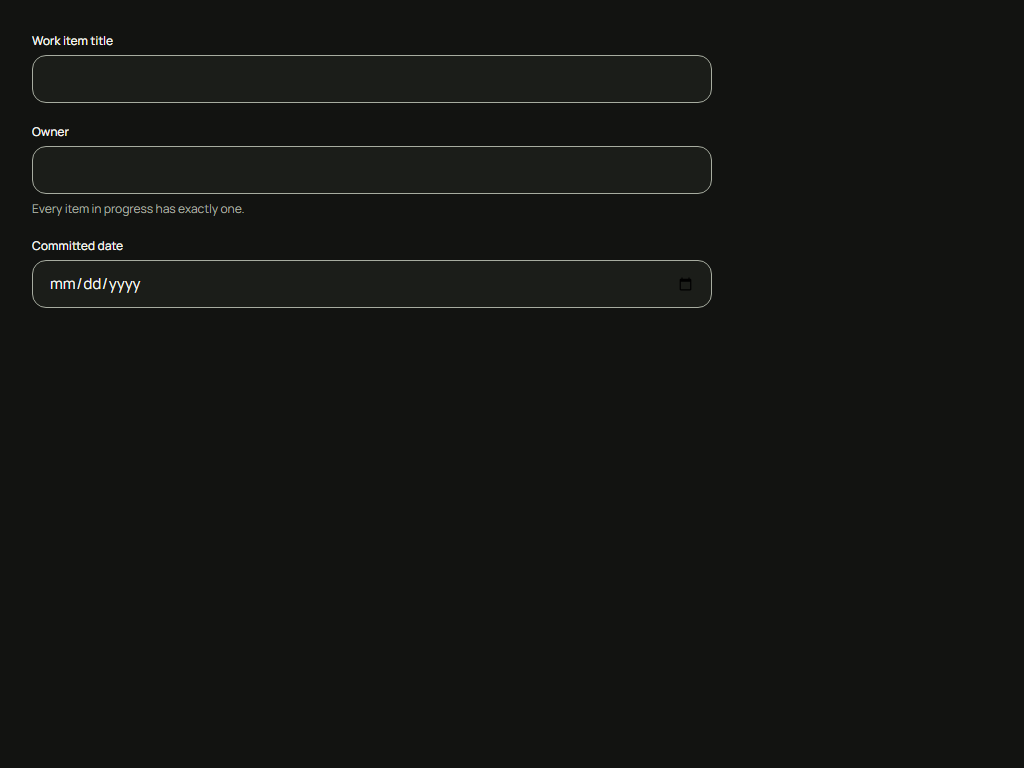 Work item title
Owner
Every item in progress has exactly one.
Committed date
mm/dd/yyyy